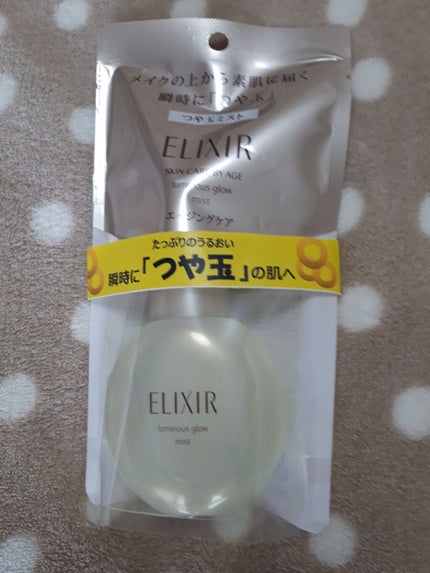 メイクの上から素肌に届く
瞬時に「つや玉」
つや玉ミスト
ELIXIR
SKIN CARE BY AGE
luminous glow
mist
エイジングケア
たっぷりのうるおい
瞬時に「つや玉」の肌へ
ELIXIR
luminous glow
mist